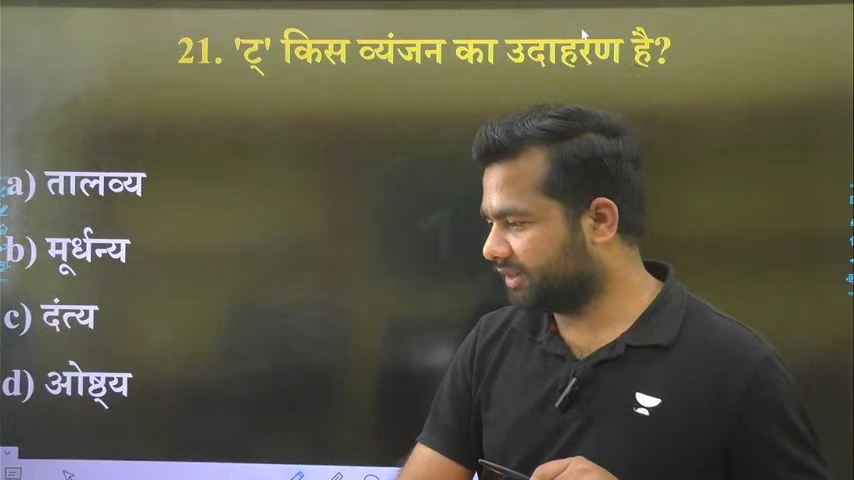 21. 'ट्' किस व्यंजन का उदाहरण है?
a) तालव्य
b) मूर्धन्य
c) दंत्य
d) ओष्ठ्य